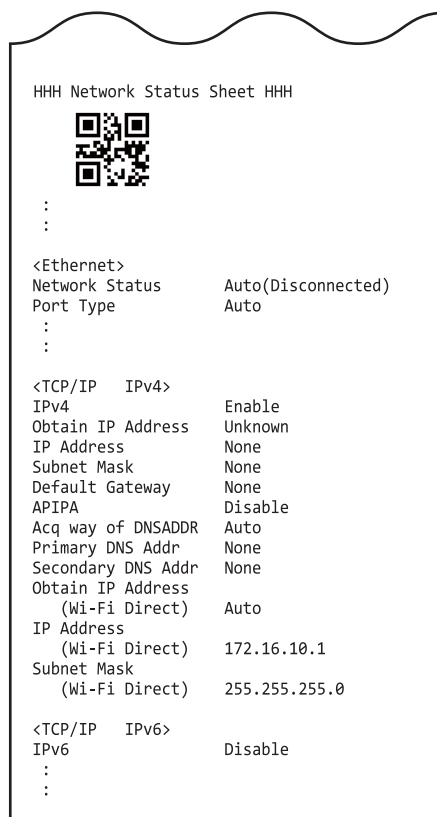 HHH Network Status Sheet HHH
:
:
<Ethernet>
Network Status Auto(Disconnected)
Port Type Auto
:
:
<TCP/IP IPv4>
IPv4 Enable
Obtain IP Address Unknown
IP Address None
Subnet Mask None
Default Gateway None
APIPA Disable
Acq way of DNSADDR Auto
Primary DNS Addr None
Secondary DNS Addr None
Obtain IP Address
(Wi-Fi Direct) Auto
IP Address
(Wi-Fi Direct) 172.16.10.1
Subnet Mask
(Wi-Fi Direct) 255.255.255.0
<TCP/IP IPv6>
IPv6 Disable
:
: